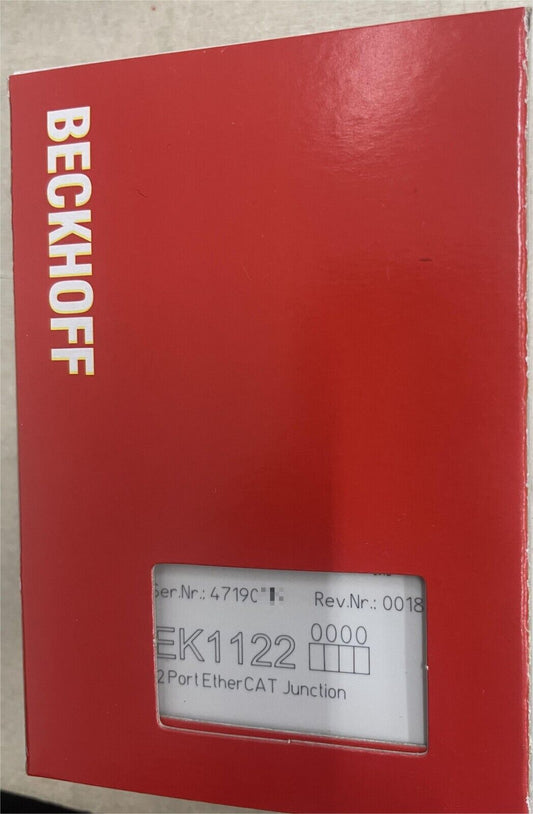 BECKHOFF
Ser.Nr.: 4719C
Rev.Nr.: 0018
0000
EK1122
2 Port EtherCAT Junction